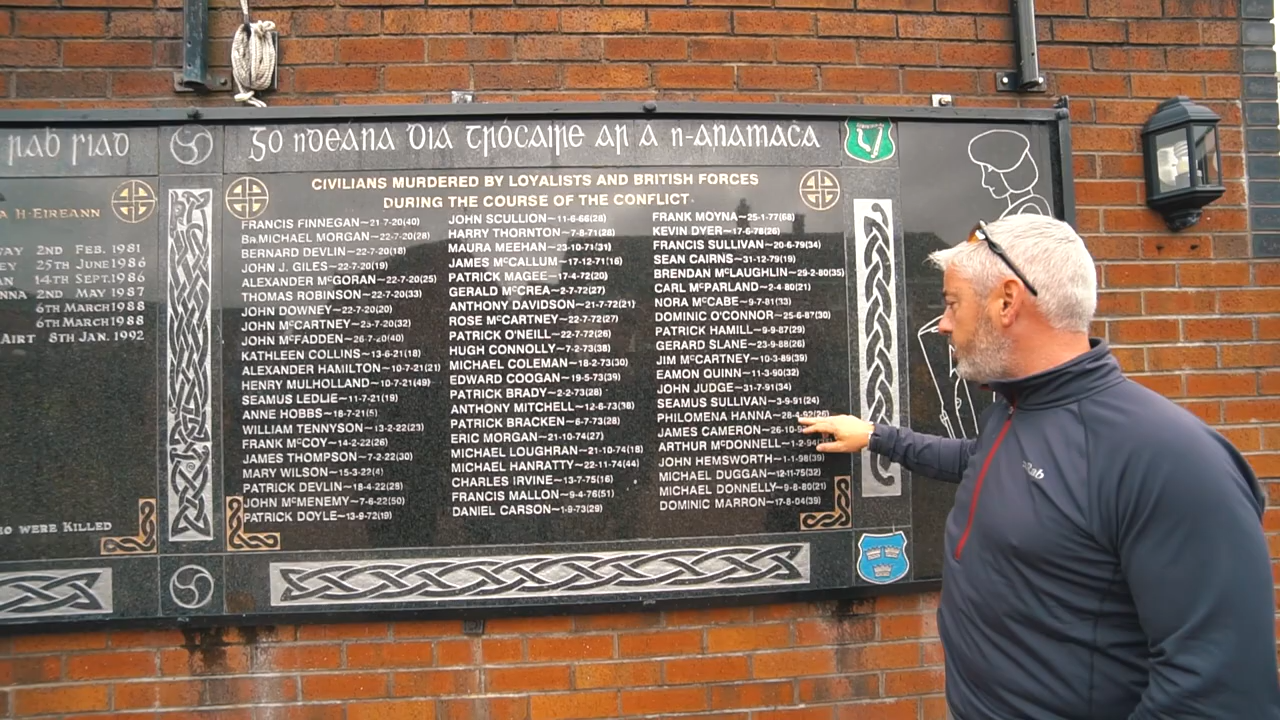 nab riad
Go nDeana Dia Trócaire ar a n-anamaċa
H·EIREANN
2ND FEB. 1981
25TH JUNE 1986
14TH SEPT. 1986
2ND MAY 1987
6TH MARCH 1988
6TH MARCH 1988
8TH JAN. 1992
WERE KILLED
CIVILIANS MURDERED BY LOYALISTS AND BRITISH FORCES
DURING THE COURSE OF THE CONFLICT
FRANCIS FINNEGAN~21·7·20(40)
BR.MICHAEL MORGAN~22·7·20(28)
BERNARD DEVLIN~22·7·20(18)
JOHN J. GILES~22·7·20(19)
ALEXANDER McGORAN~22·7·20(25)
THOMAS ROBINSON~22·7·20(33)
JOHN DOWNEY~22·7·20(20)
JOHN McCARTNEY~23·7·20(32)
JOHN McFADDEN~26·7·20(40)
KATHLEEN COLLINS~13·6·21(18)
ALEXANDER HAMILTON~10·7·21(21)
HENRY MULHOLLAND~10·7·21(49)
SEAMUS LEDLIE~11·7·21(19)
ANNE HOBBS~18·7·21(5)
WILLIAM TENNYSON~13·2·22(23)
FRANK McCOY~14·2·22(26)
JAMES THOMPSON~7·2·22(30)
MARY WILSON~15·3·22(4)
PATRICK DEVLIN~18·4·22(28)
JOHN McMENEMY~7·6·22(50)
PATRICK DOYLE~13·9·72(19)
JOHN SCULLION~11·6·66(28)
HARRY THORNTON~7·8·71(28)
MAURA MEEHAN~23·10·71(31)
JAMES McCALLUM~17·12·71(16)
PATRICK MAGEE~17·4·72(20)
GERALD McCREA~2·7·72(27)
ANTHONY DAVIDSON~21·7·72(21)
ROSE McCARTNEY~22·7·72(27)
PATRICK O'NEILL~22·7·72(26)
HUGH CONNOLLY~7·2·73(38)
MICHAEL COLEMAN~18·2·73(30)
EDWARD COOGAN~19·5·73(39)
PATRICK BRADY~2·2·73(28)
ANTHONY MITCHELL~12·6·73(38)
PATRICK BRACKEN~6·7·73(28)
ERIC MORGAN~21·10·74(27)
MICHAEL LOUGHRAN~21·10·74(18)
MICHAEL HANRATTY~22·11·74(44)
CHARLES IRVINE~13·7·75(16)
FRANCIS MALLON~9·4·76(51)
DANIEL CARSON~1·9·73(29)
FRANK MOYNA~25·1·77(68)
KEVIN DYER~17·6·78(26)
FRANCIS SULLIVAN~20·6·79(34)
SEAN CAIRNS~31·12·79(19)
BRENDAN McLAUGHLIN~29·2·80(35)
CARL McPARLAND~2·4·80(21)
NORA McCABE~9·7·81(33)
DOMINIC O'CONNOR~25·6·87(30)
PATRICK HAMILL~9·9·87(29)
GERARD SLANE~23·9·88(26)
JIM McCARTNEY~10·3·89(39)
EAMON QUINN~11·3·90(32)
JOHN JUDGE~31·7·91(34)
SEAMUS SULLIVAN~3·9·91(24)
PHILOMENA HANNA~28·4·92(26)
JAMES CAMERON~26·10·
ARTHUR McDONNELL~1·2·94
JOHN HEMSWORTH~1·1·98(39)
MICHAEL DUGGAN~12·11·75(32)
MICHAEL DONNELLY~9·8·80(21)
DOMINIC MARRON~17·8·04(39)
Rab